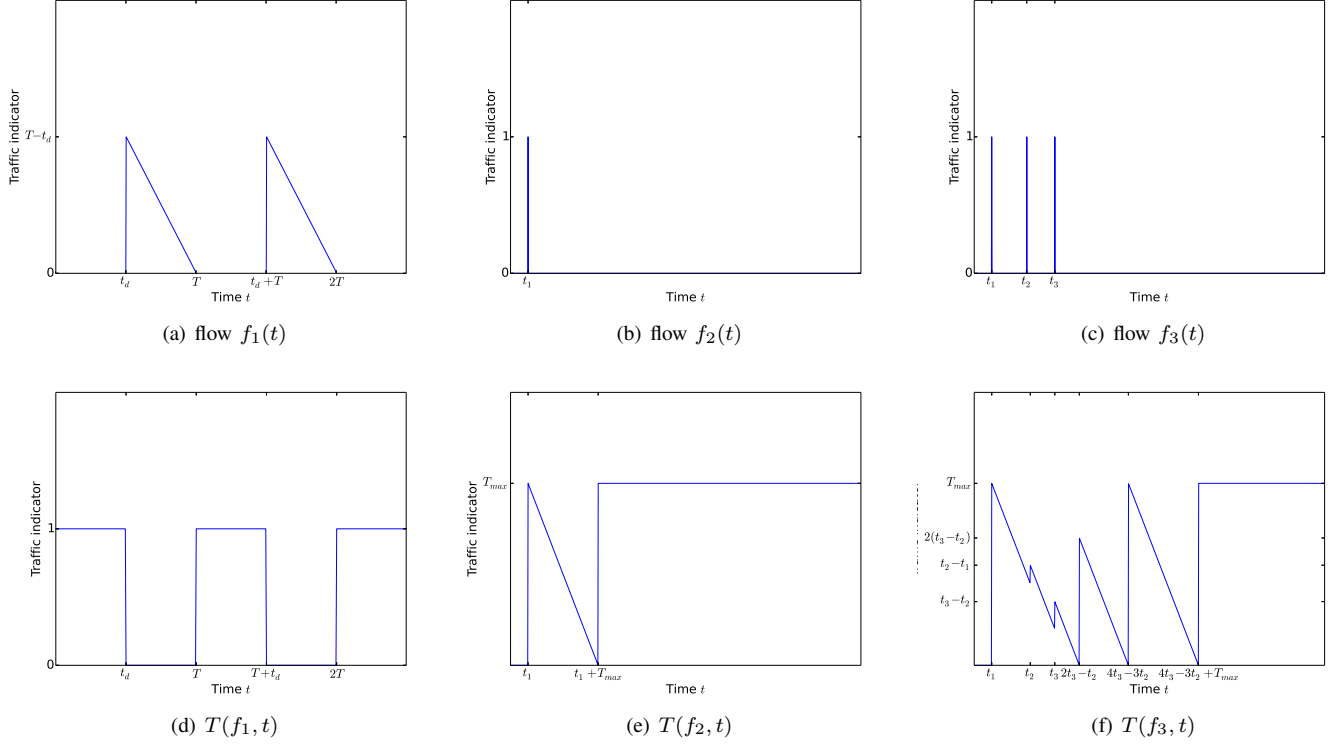 Traffic indicator
T−t_d
0
t_d T t_d+T 2T
Time t
(a) flow f_1(t)
Traffic indicator
1
0
t_1
Time t
(b) flow f_2(t)
Traffic indicator
1
0
t_1 t_2 t_3
Time t
(c) flow f_3(t)
Traffic indicator
1
0
t_d T T+t_d 2T
Time t
(d) T(f_1, t)
Traffic indicator
T_max
t_1+T_max
t_1
Time t
(e) T(f_2, t)
T_max
2(t_3−t_2)
t_2−t_1
t_3−t_2
t_1 t_2 t_3 2t_3−t_2 4t_3−3t_2 4t_3−3t_2+T_max
Time t
(f) T(f_3, t)